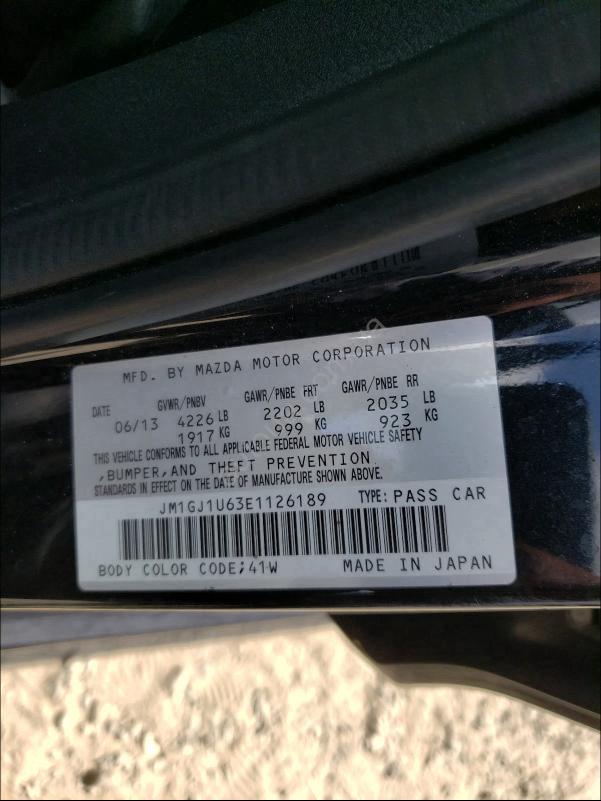 MFD. BY MAZDA MOTOR CORPORATION
DATE GVWR/PNBV GAWR/PNBE FRT GAWR/PNBE RR
06/13 4226 LB 2202 LB 2035 LB
1917 KG 999 KG 923 KG
THIS VEHICLE CONFORMS TO ALL APPLICABLE FEDERAL MOTOR VEHICLE SAFETY
,BUMPER,AND THEFT PREVENTION
STANDARDS IN EFFECT ON THE DATE OF MANUFACTURE SHOWN ABOVE.
JM1GJ1U63E1126189 TYPE: PASS CAR
BODY COLOR CODE;41W MADE IN JAPAN